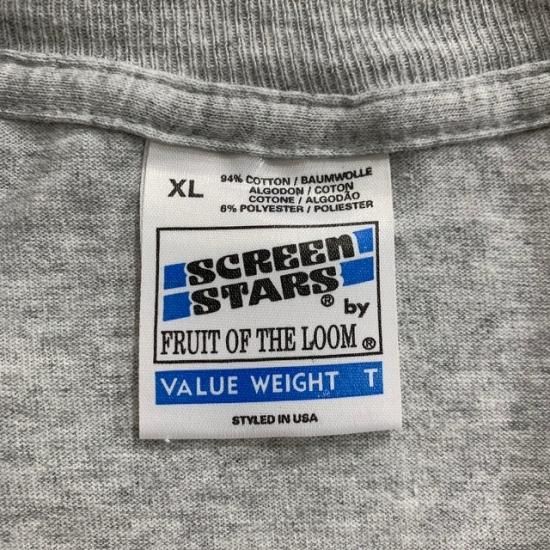 XL
94% COTTON / BAUMWOLLE
ALGODON / COTON
COTONE / ALGODÃO
6% POLYESTER / POLIESTER
SCREEN
STARS ®
by
FRUIT OF THE LOOM ®
VALUE WEIGHT T
STYLED IN USA